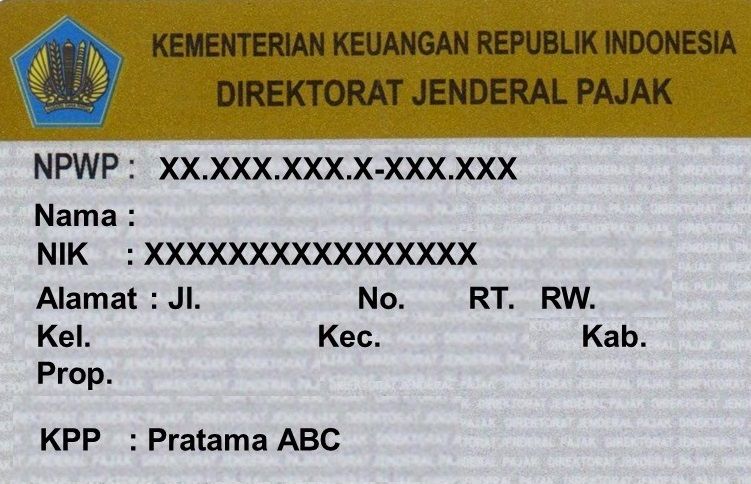 KEMENTERIAN KEUANGAN REPUBLIK INDONESIA
DIREKTORAT JENDERAL PAJAK
NPWP : XX.XXX.XXX.X-XXX.XXX
Nama :
NIK : XXXXXXXXXXXXXXXX
Alamat : Jl. No. RT. RW.
Kel. Kec. Kab.
Prop.
KPP : Pratama ABC